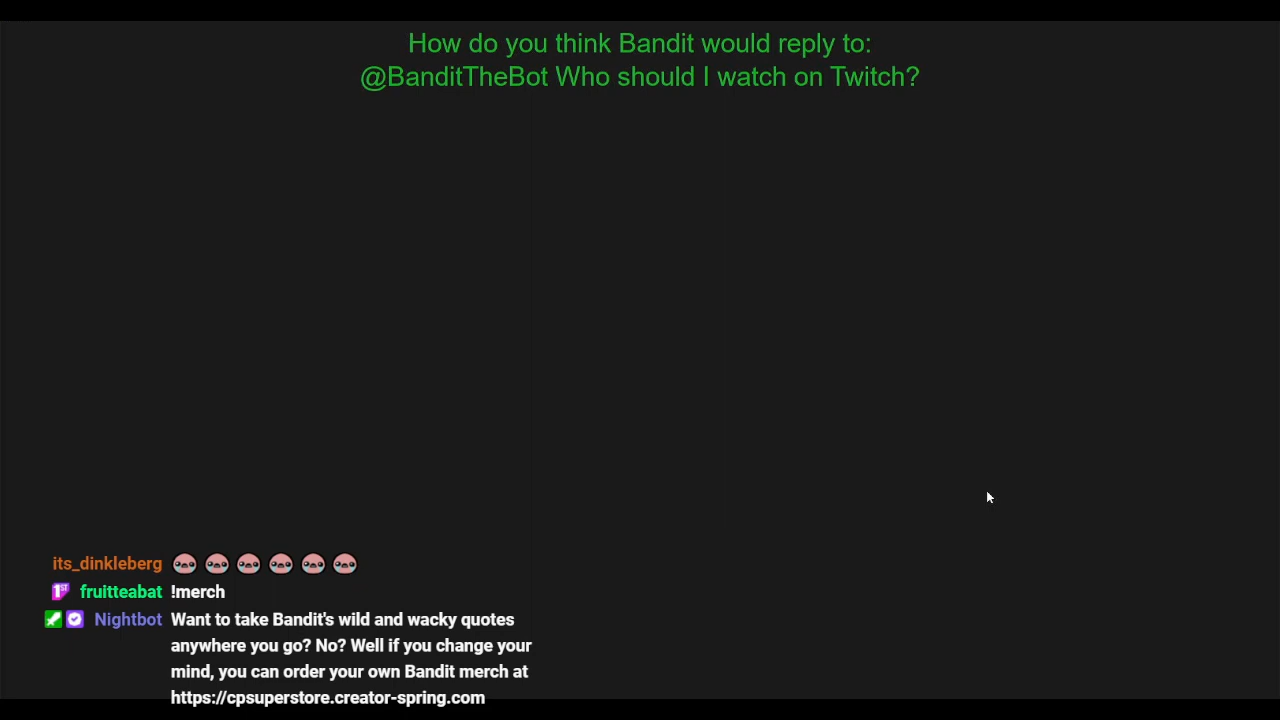 How do you think Bandit would reply to:
@BanditTheBot Who should I watch on Twitch?
its_dinkleberg
1ST fruitteabat !merch
Nightbot Want to take Bandit's wild and wacky quotes
anywhere you go? No? Well if you change your
mind, you can order your own Bandit merch at
https://cpsuperstore.creator-spring.com